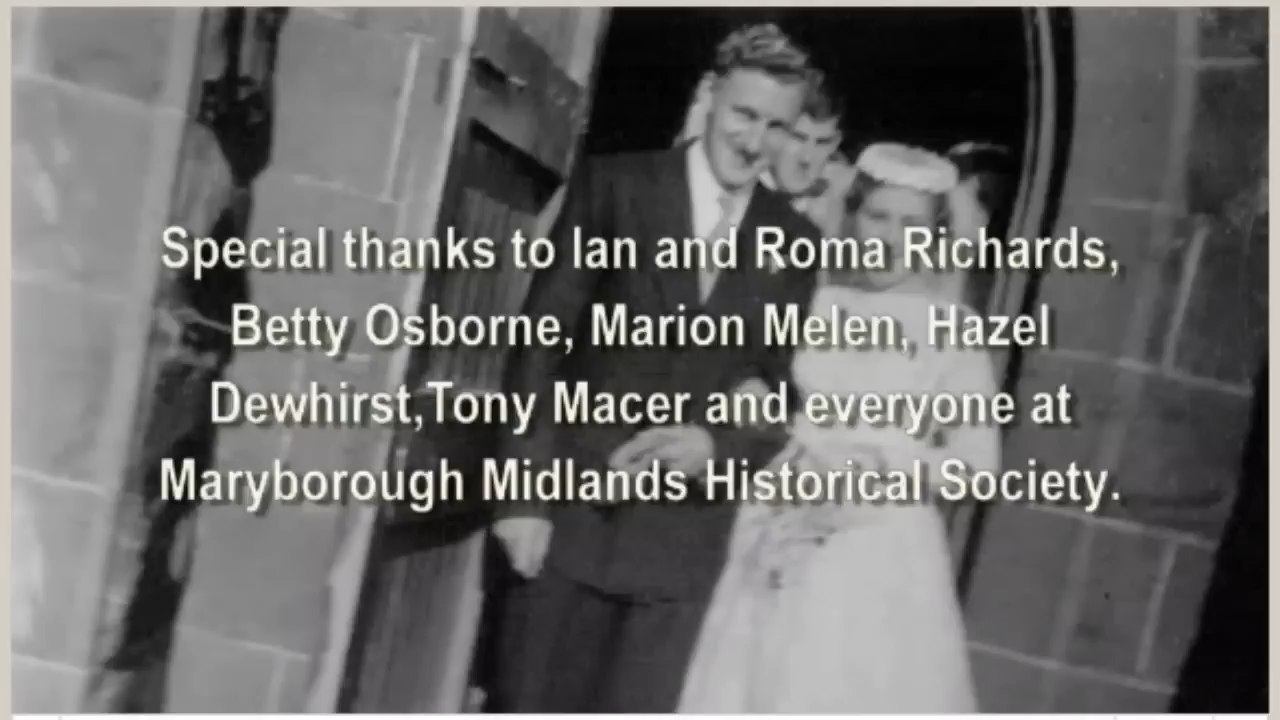 Special thanks to Ian and Roma Richards,
Betty Osborne, Marion Melen, Hazel
Dewhirst,Tony Macer and everyone at
Maryborough Midlands Historical Society.